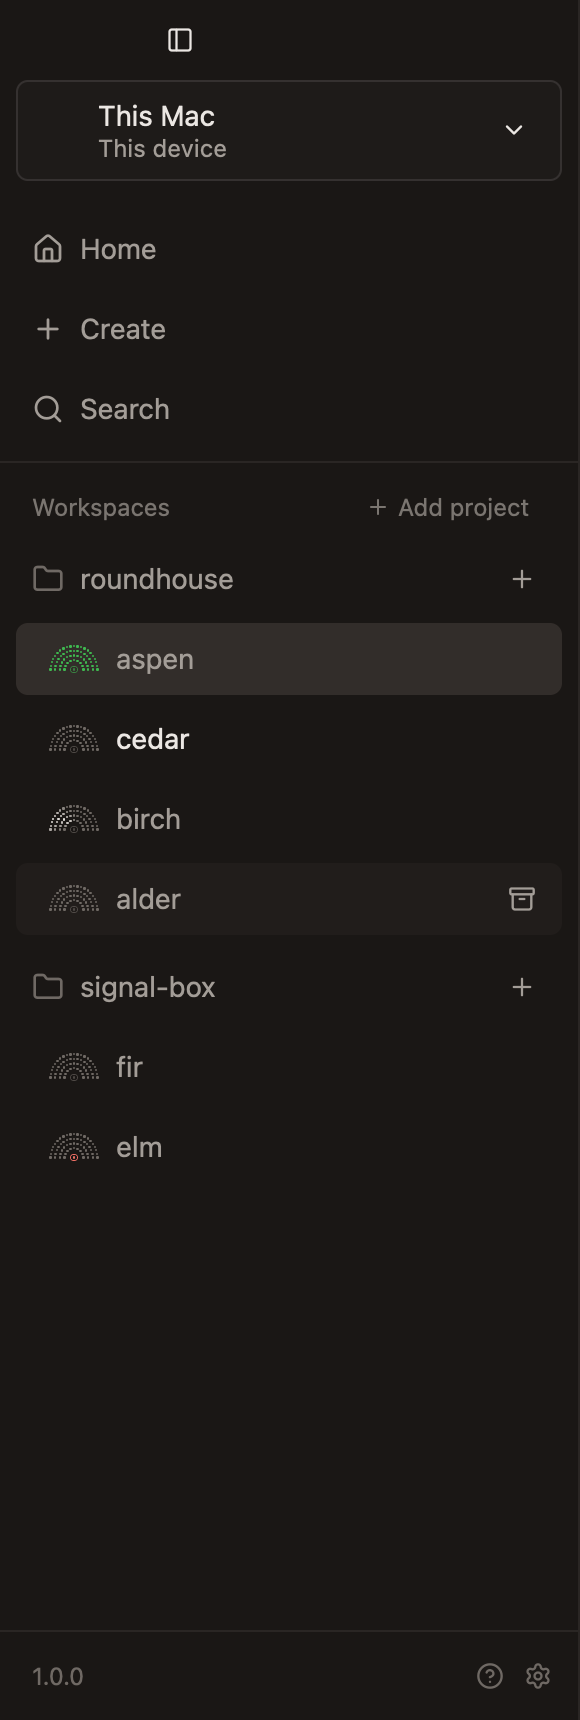 This Mac
This device
Home
Create
Search
Workspaces
Add project
roundhouse
aspen
cedar
birch
alder
signal-box
fir
elm
1.0.0